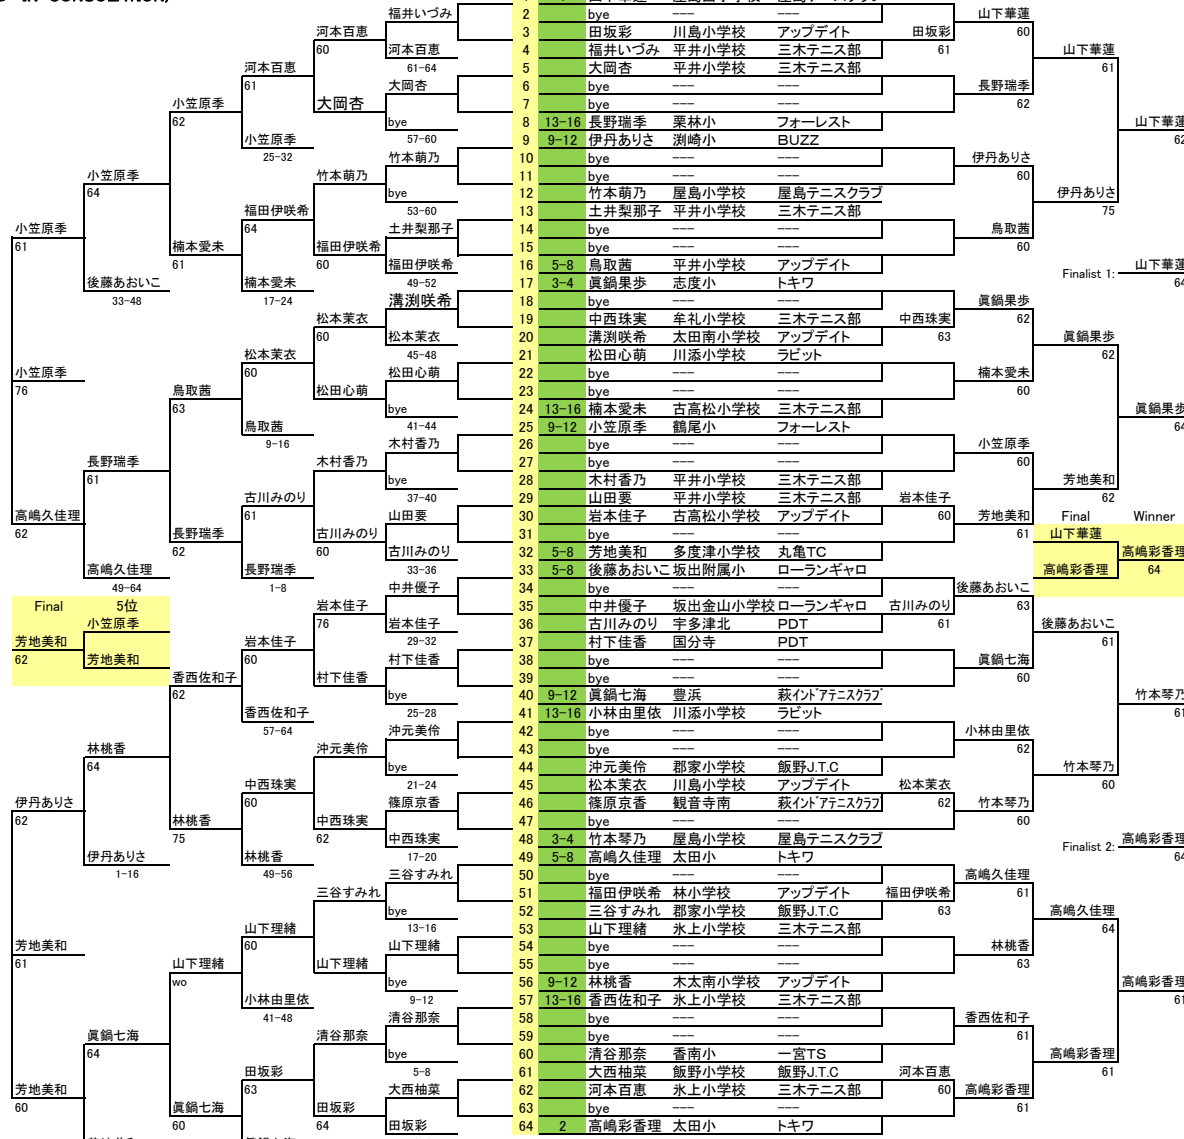 福井いづみ 2 bye --- --- 山下華蓮
河本百恵 3 田坂彩 川島小学校 アップデイト 田坂彩 60
60 河本百恵 4 福井いづみ 平井小学校 三木テニス部 61 山下華蓮
河本百恵 61-64 5 大岡杏 平井小学校 三木テニス部 61
61 大岡杏 6 bye --- --- 長野瑞季
小笠原季 大岡杏 7 bye --- --- 62
62 bye 8 13-16 長野瑞季 栗林小 フォーレスト 山下華蓮
小笠原季 57-60 9 9-12 伊丹ありさ 渕崎小 BUZZ 62
25-32 竹本萌乃 10 bye --- --- 伊丹ありさ
小笠原季 竹本萌乃 11 bye --- --- 60
64 bye 12 竹本萌乃 屋島小学校 屋島テニスクラブ 伊丹ありさ
福田伊咲希 53-60 13 土井梨那子 平井小学校 三木テニス部 75
小笠原季 64 土井梨那子 14 bye --- --- 鳥取茜
61 楠本愛未 福田伊咲希 15 bye --- --- 60
61 60 福田伊咲希 16 5-8 鳥取茜 平井小学校 アップデイト Finalist 1: 山下華蓮
後藤あおいこ 楠本愛未 49-52 17 3-4 眞鍋果歩 志度小 トキワ 64
33-48 17-24 溝渕咲希 18 bye --- --- 眞鍋果歩
松本茉衣 19 中西珠実 牟礼小学校 三木テニス部 中西珠実 62
60 松本茉衣 20 溝渕咲希 太田南小学校 アップデイト 63 眞鍋果歩
松本茉衣 45-48 21 松田心萌 川添小学校 ラビット 62
小笠原季 60 松田心萌 22 bye --- --- 楠本愛未
76 鳥取茜 松田心萌 23 bye --- --- 60
63 bye 24 13-16 楠本愛未 古高松小学校 三木テニス部 眞鍋果歩
鳥取茜 41-44 25 9-12 小笠原季 鶴尾小 フォーレスト 64
9-16 木村香乃 26 bye --- --- 小笠原季
長野瑞季 木村香乃 27 bye --- --- 60
61 bye 28 木村香乃 平井小学校 三木テニス部 芳地美和
古川みのり 37-40 29 山田要 平井小学校 三木テニス部 岩本佳子 62
高嶋久佳理 61 山田要 30 岩本佳子 古高松小学校 アップデイト 60 芳地美和 Final Winner
62 長野瑞季 古川みのり 31 bye --- --- 61 山下華蓮
62 60 古川みのり 32 5-8 芳地美和 多度津小学校 丸亀TC 高嶋彩香理
高嶋久佳理 長野瑞季 33-36 33 5-8 後藤あおいこ 坂出附属小 ローランギャロ 高嶋彩香理 64
49-64 1-8 中井優子 34 bye --- --- 後藤あおいこ
Final 5位 岩本佳子 35 中井優子 坂出金山小学校 ローランギャロ 古川みのり 63
小笠原季 76 岩本佳子 36 古川みのり 宇多津北 PDT 61 後藤あおいこ
芳地美和 岩本佳子 29-32 37 村下佳香 国分寺 PDT 61
62 芳地美和 60 村下佳香 38 bye --- --- 眞鍋七海
香西佐和子 村下佳香 39 bye --- --- 60
62 bye 40 9-12 眞鍋七海 豊浜 萩インドアテニスクラブ 竹本琴乃
香西佐和子 25-28 41 13-16 小林由里依 川添小学校 ラビット 61
57-64 沖元美伶 42 bye --- --- 小林由里依
林桃香 沖元美伶 43 bye --- --- 62
64 bye 44 沖元美伶 郡家小学校 飯野J.T.C 竹本琴乃
中西珠実 21-24 45 松本茉衣 川島小学校 アップデイト 松本茉衣 60
伊丹ありさ 60 篠原京香 46 篠原京香 観音寺南 萩インドアテニスクラブ 62 竹本琴乃
62 林桃香 中西珠実 47 bye --- --- 60
75 62 中西珠実 48 3-4 竹本琴乃 屋島小学校 屋島テニスクラブ Finalist 2: 高嶋彩香理
伊丹ありさ 林桃香 17-20 49 5-8 高嶋久佳理 太田小 トキワ 64
1-16 49-56 三谷すみれ 50 bye --- --- 高嶋久佳理
三谷すみれ 51 福田伊咲希 林小学校 アップデイト 福田伊咲希 61
bye 52 三谷すみれ 郡家小学校 飯野J.T.C 63 高嶋久佳理
山下理緒 13-16 53 山下理緒 氷上小学校 三木テニス部 64
芳地美和 60 山下理緒 54 bye --- --- 林桃香
61 山下理緒 山下理緒 55 bye --- --- 63
wo bye 56 9-12 林桃香 木太南小学校 アップデイト 高嶋彩香理
小林由里依 9-12 57 13-16 香西佐和子 氷上小学校 三木テニス部 61
41-48 清谷那奈 58 bye --- --- 香西佐和子
眞鍋七海 清谷那奈 59 bye --- --- 61
64 bye 60 清谷那奈 香南小 一宮TS 高嶋彩香理
田坂彩 5-8 61 大西柚菜 飯野小学校 飯野J.T.C 河本百恵 61
芳地美和 63 大西柚菜 62 河本百恵 氷上小学校 三木テニス部 60 高嶋彩香理
60 眞鍋七海 田坂彩 63 bye --- --- 61
60 64 田坂彩 64 2 高嶋彩香理 太田小 トキワ